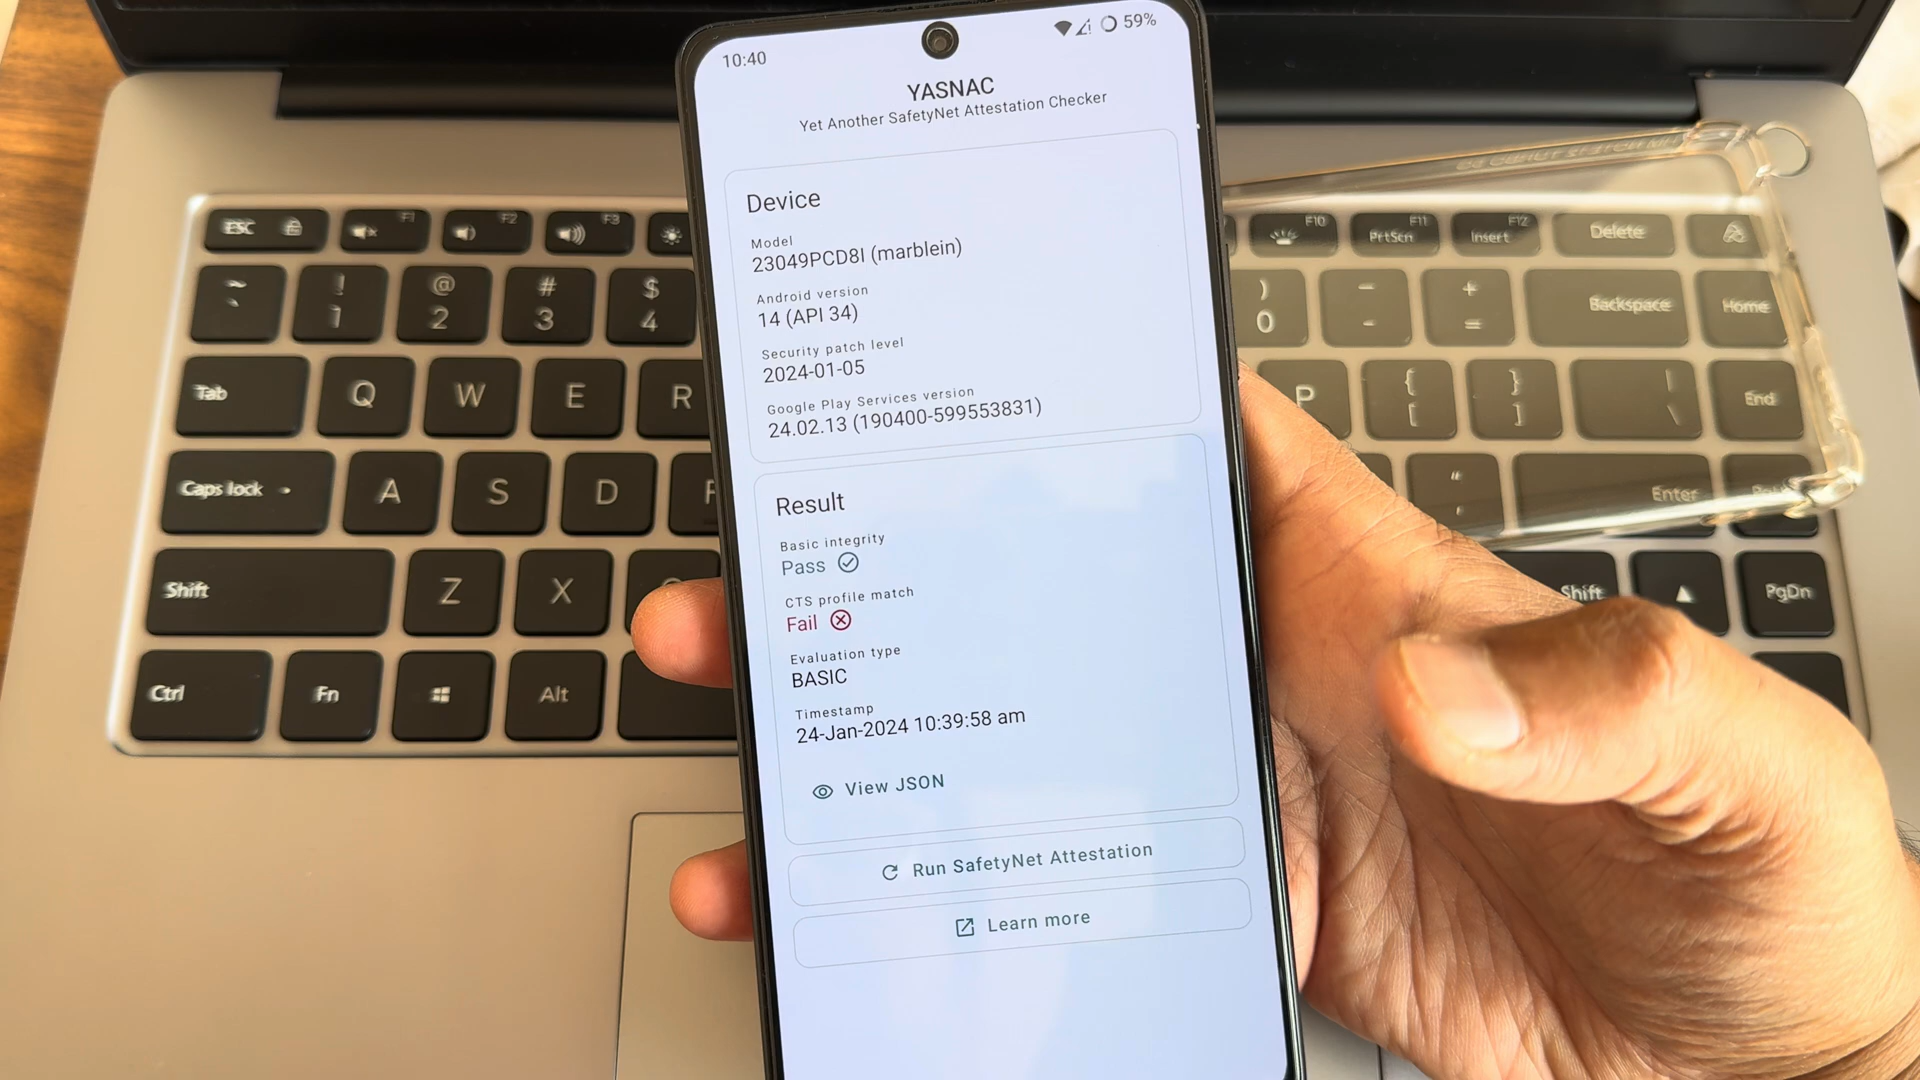 10:40
59%
YASNAC
Yet Another SafetyNet Attestation Checker
Device
Model
23049PCD8I (marblein)
Android version
14 (API 34)
Security patch level
2024-01-05
Google Play Services version
24.02.13 (190400-599553831)
Result
Basic integrity
Pass
CTS profile match
Fail
Evaluation type
BASIC
Timestamp
24-Jan-2024 10:39:58 am
View JSON
Run SafetyNet Attestation
Learn more
ESC
F1
F2
F3
F10
F11
PrtScn
F12
Insert
Delete
~
`
!
1
@
2
#
3
$
4
)
0
_
-
+
=
Backspace
Home
Tab
Q
W
E
R
P
{
[
}
]
|
\
End
Caps lock
A
S
D
F
"
'
Enter
Shift
Z
X
Shift
PgDn
Ctrl
Fn
Alt